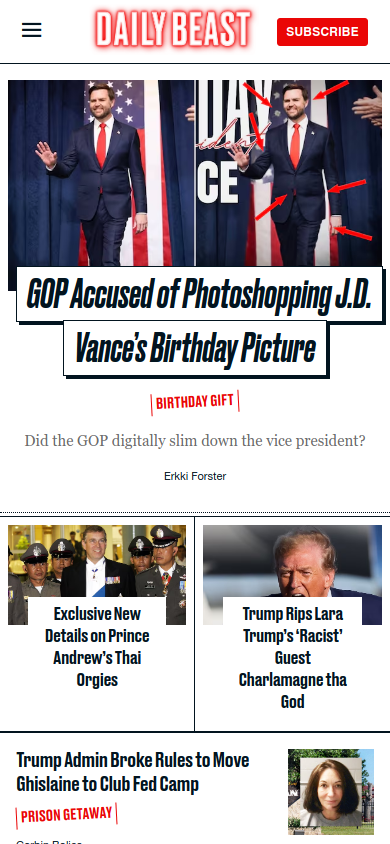 DAILY BEAST
SUBSCRIBE
DAY
ident
CE
GOP Accused of Photoshopping J.D.
Vance's Birthday Picture
BIRTHDAY GIFT
Did the GOP digitally slim down the vice president?
Erkki Forster
Exclusive New
Details on Prince
Andrew's Thai
Orgies
Trump Rips Lara
Trump's 'Racist'
Guest
Charlamagne tha
God
Trump Admin Broke Rules to Move
Ghislaine to Club Fed Camp
PRISON GETAWAY